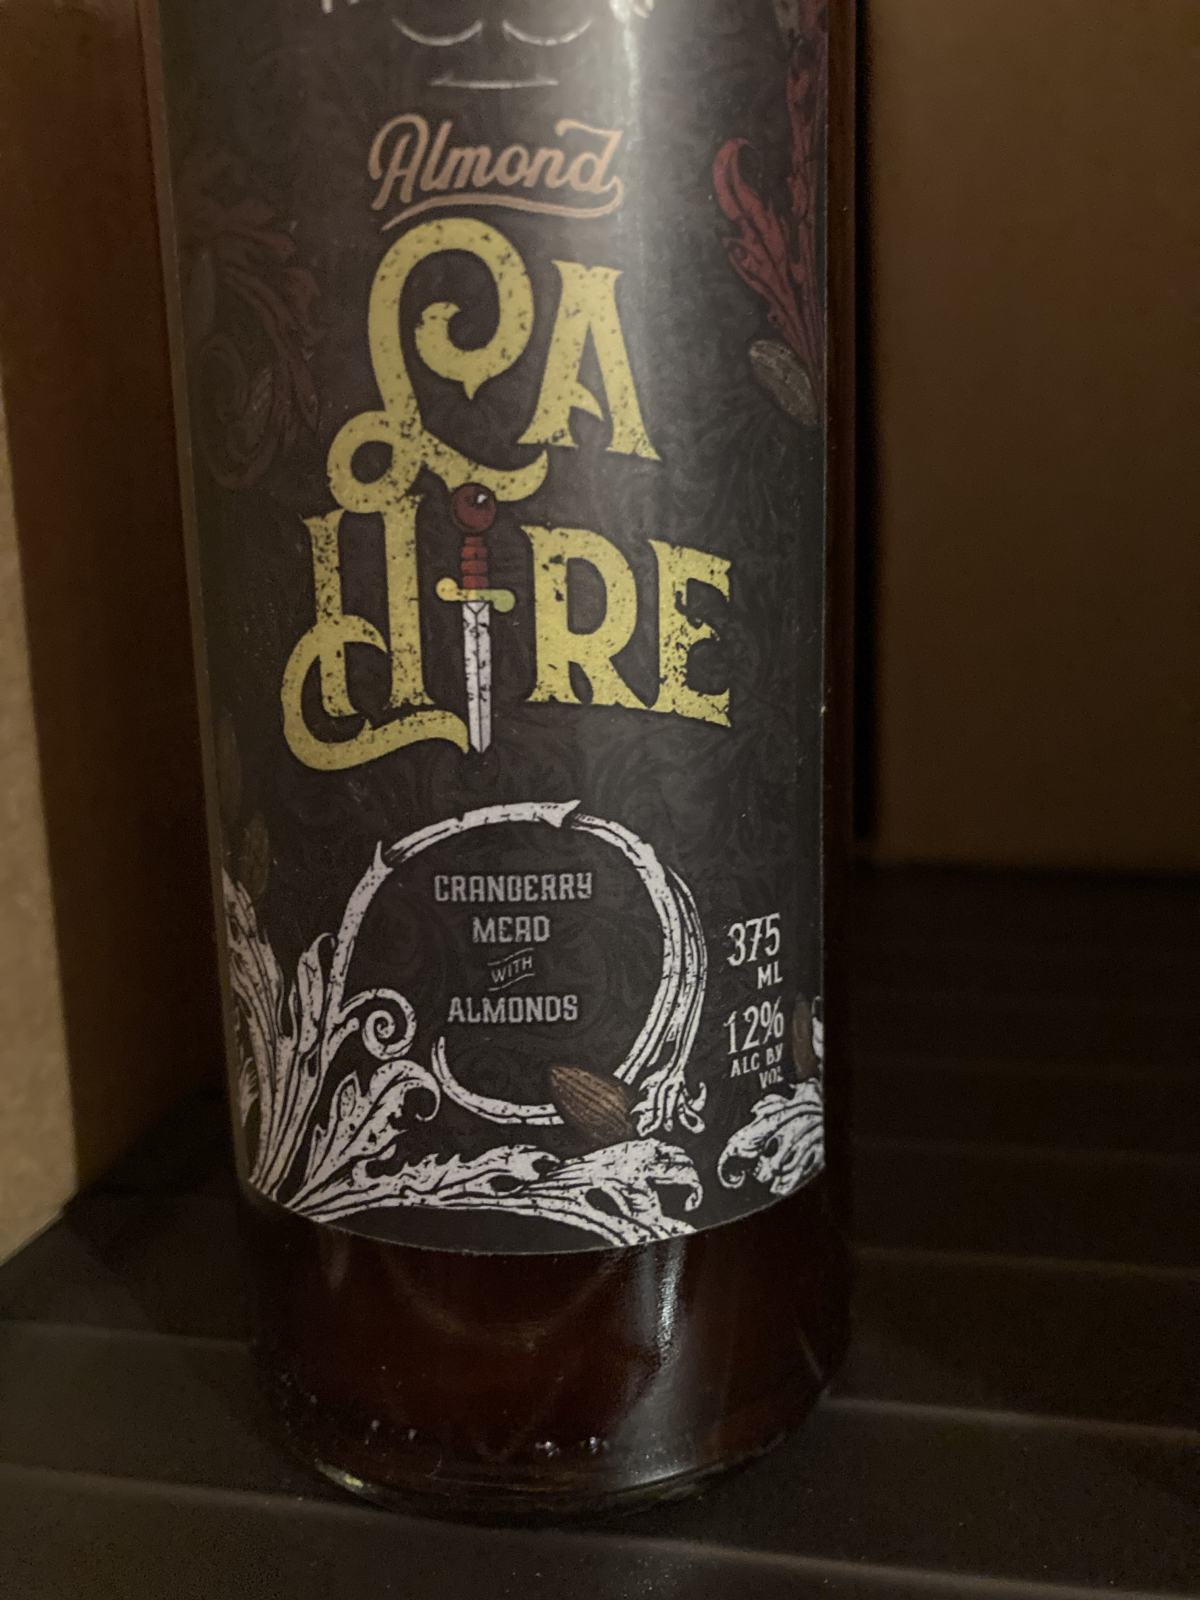 Almond
LA
HIRE
CRANBERRY
MEAD
WITH
ALMONDS
375
ML
12%
ALC BY
VOL